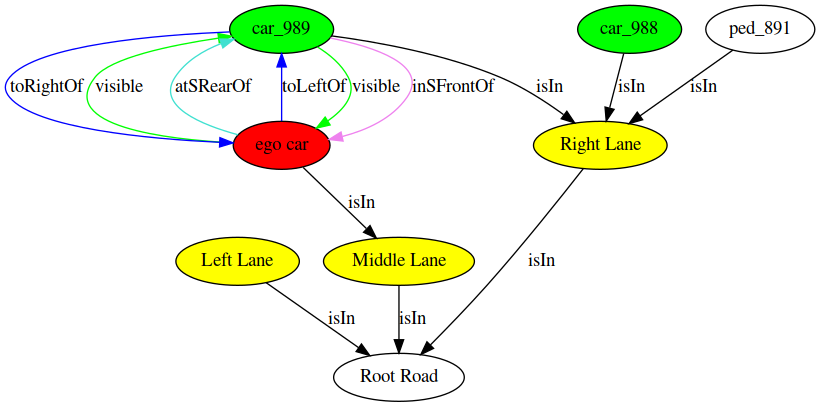 car_989
car_988
ped_891
toRightOf
visible
atSRearOf
toLeftOf
visible
inSFrontOf
isIn
isIn
isIn
ego car
Right Lane
isIn
Left Lane
Middle Lane
isIn
isIn
isIn
Root Road